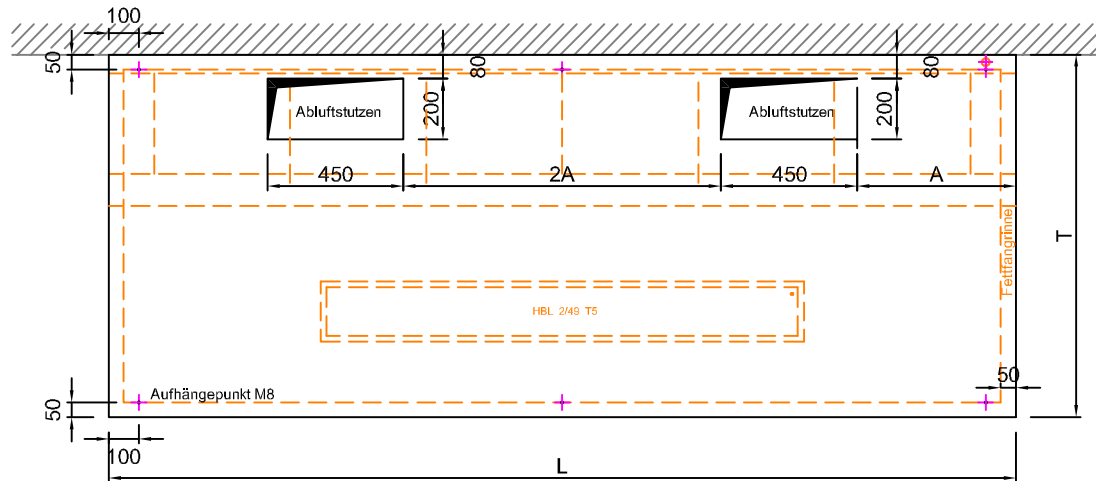 100
50
80
80
Abluftstutzen
200
Abluftstutzen
200
450
2A
450
A
T
Fettfangrinne
HBL 2/49 T5
50
Aufhängepunkt M8
50
100
L